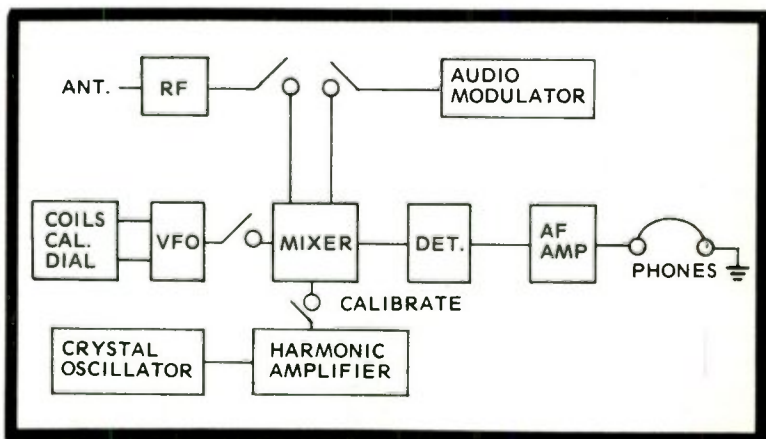 ANT.
RF
AUDIO
MODULATOR
COILS
CAL.
DIAL
VFO
MIXER
DET.
AF
AMP
PHONES
CALIBRATE
CRYSTAL
OSCILLATOR
HARMONIC
AMPLIFIER